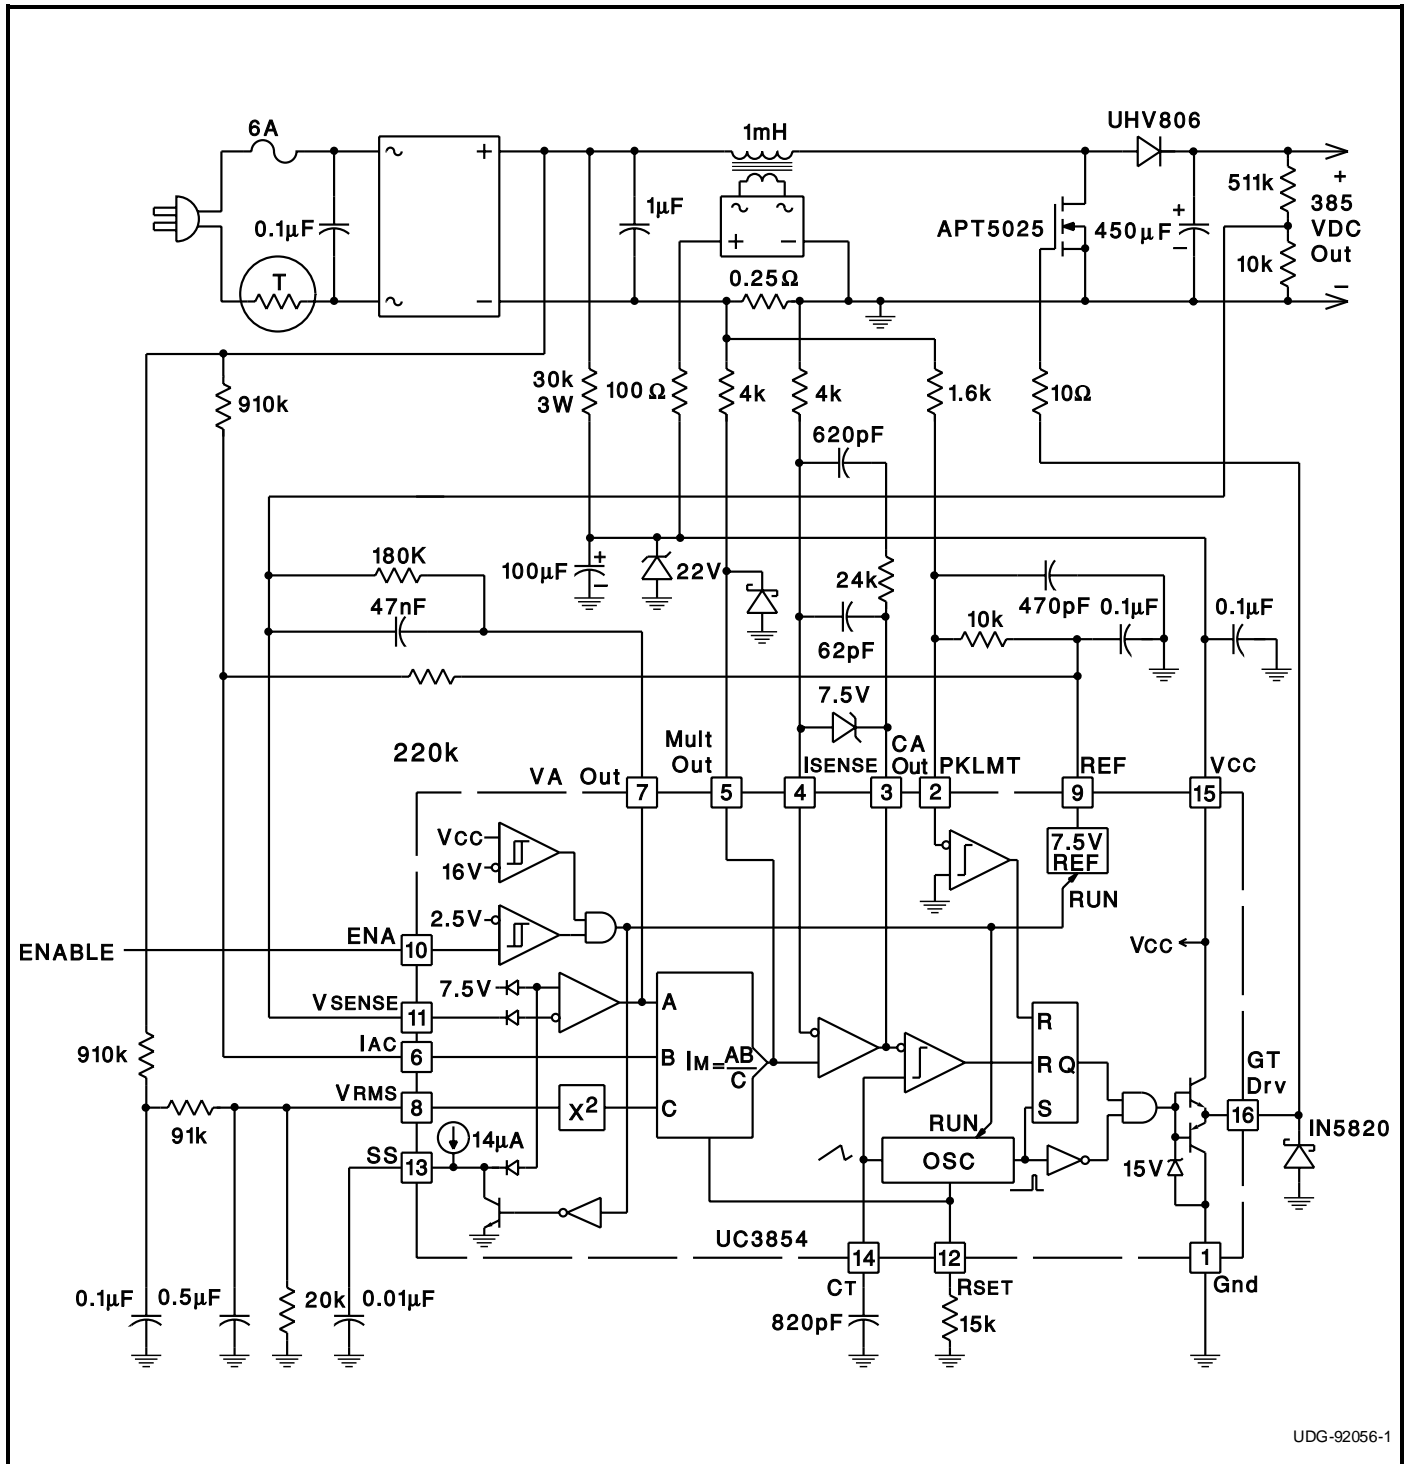 6A
1mH
UHV806
+
+
511k
385
VDC
Out
0.1µF
1µF
APT5025
+
450µF
−
10k
+ −
T
0.25Ω
−
−
910k
30k
3W
100 Ω
4k
4k
1.6k
10Ω
620pF
180K
+
100µF
−
22V
24k
47nF
470pF
0.1µF
0.1µF
10k
62pF
7.5V
220k
VA Out
Mult
Out
ISENSE
CA
Out
PKLMT
REF
VCC
7
5
4
3
2
9
15
VCC
16V
7.5V
REF
RUN
2.5V
ENABLE
ENA
10
VCC
7.5V
VSENSE
11
A
910k
IAC
6
B
IM=AB/C
R
R Q
S
GT
Drv
VRMS
8
X²
C
91k
14µA
RUN
16
IN5820
SS
13
OSC
15V
UC3854
14
12
1
CT
RSET
Gnd
0.1µF
0.5µF
20k
0.01µF
820pF
15k
UDG-92056-1